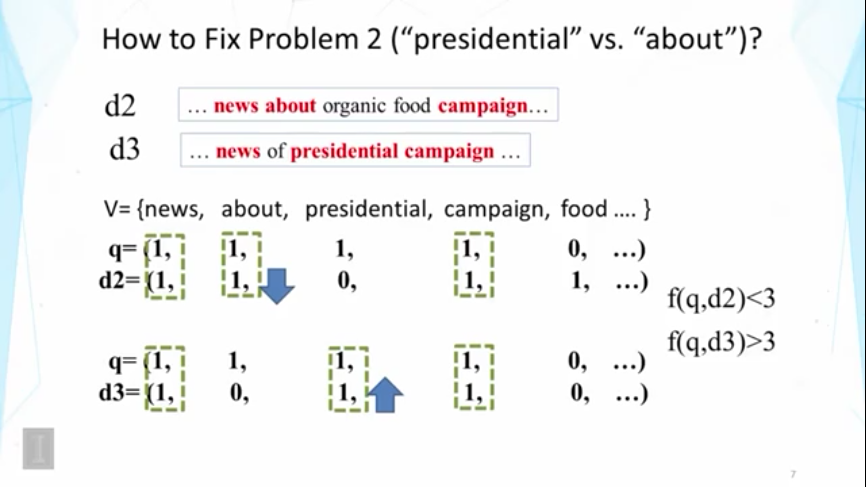 How to Fix Problem 2 (“presidential” vs. “about”)?
d2 … news about organic food campaign…
d3 … news of presidential campaign …
V= {news, about, presidential, campaign, food …. }
q= (1, 1, 1, 1, 0, …)
d2= (1, 1, 0, 1, 1, …)
f(q,d2)<3
f(q,d3)>3
q= (1, 1, 1, 1, 0, …)
d3= (1, 0, 1, 1, 0, …)
I
7